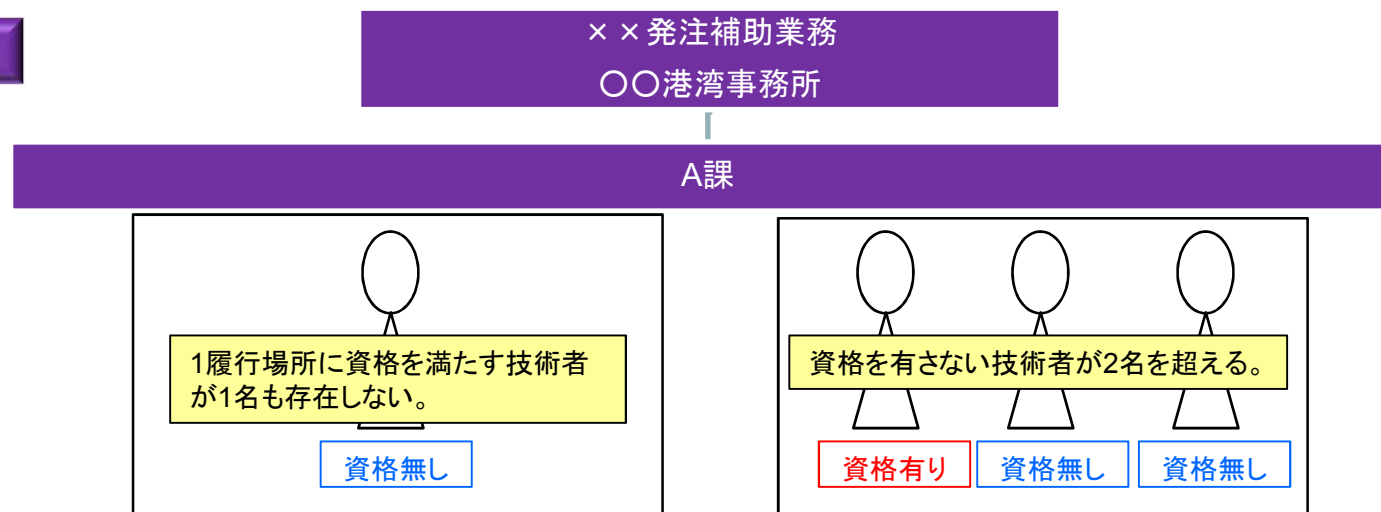 ××発注補助業務
〇〇港湾事務所
A課
1履行場所に資格を満たす技術者
が1名も存在しない。
資格を有さない技術者が2名を超える。
資格無し
資格有り
資格無し
資格無し